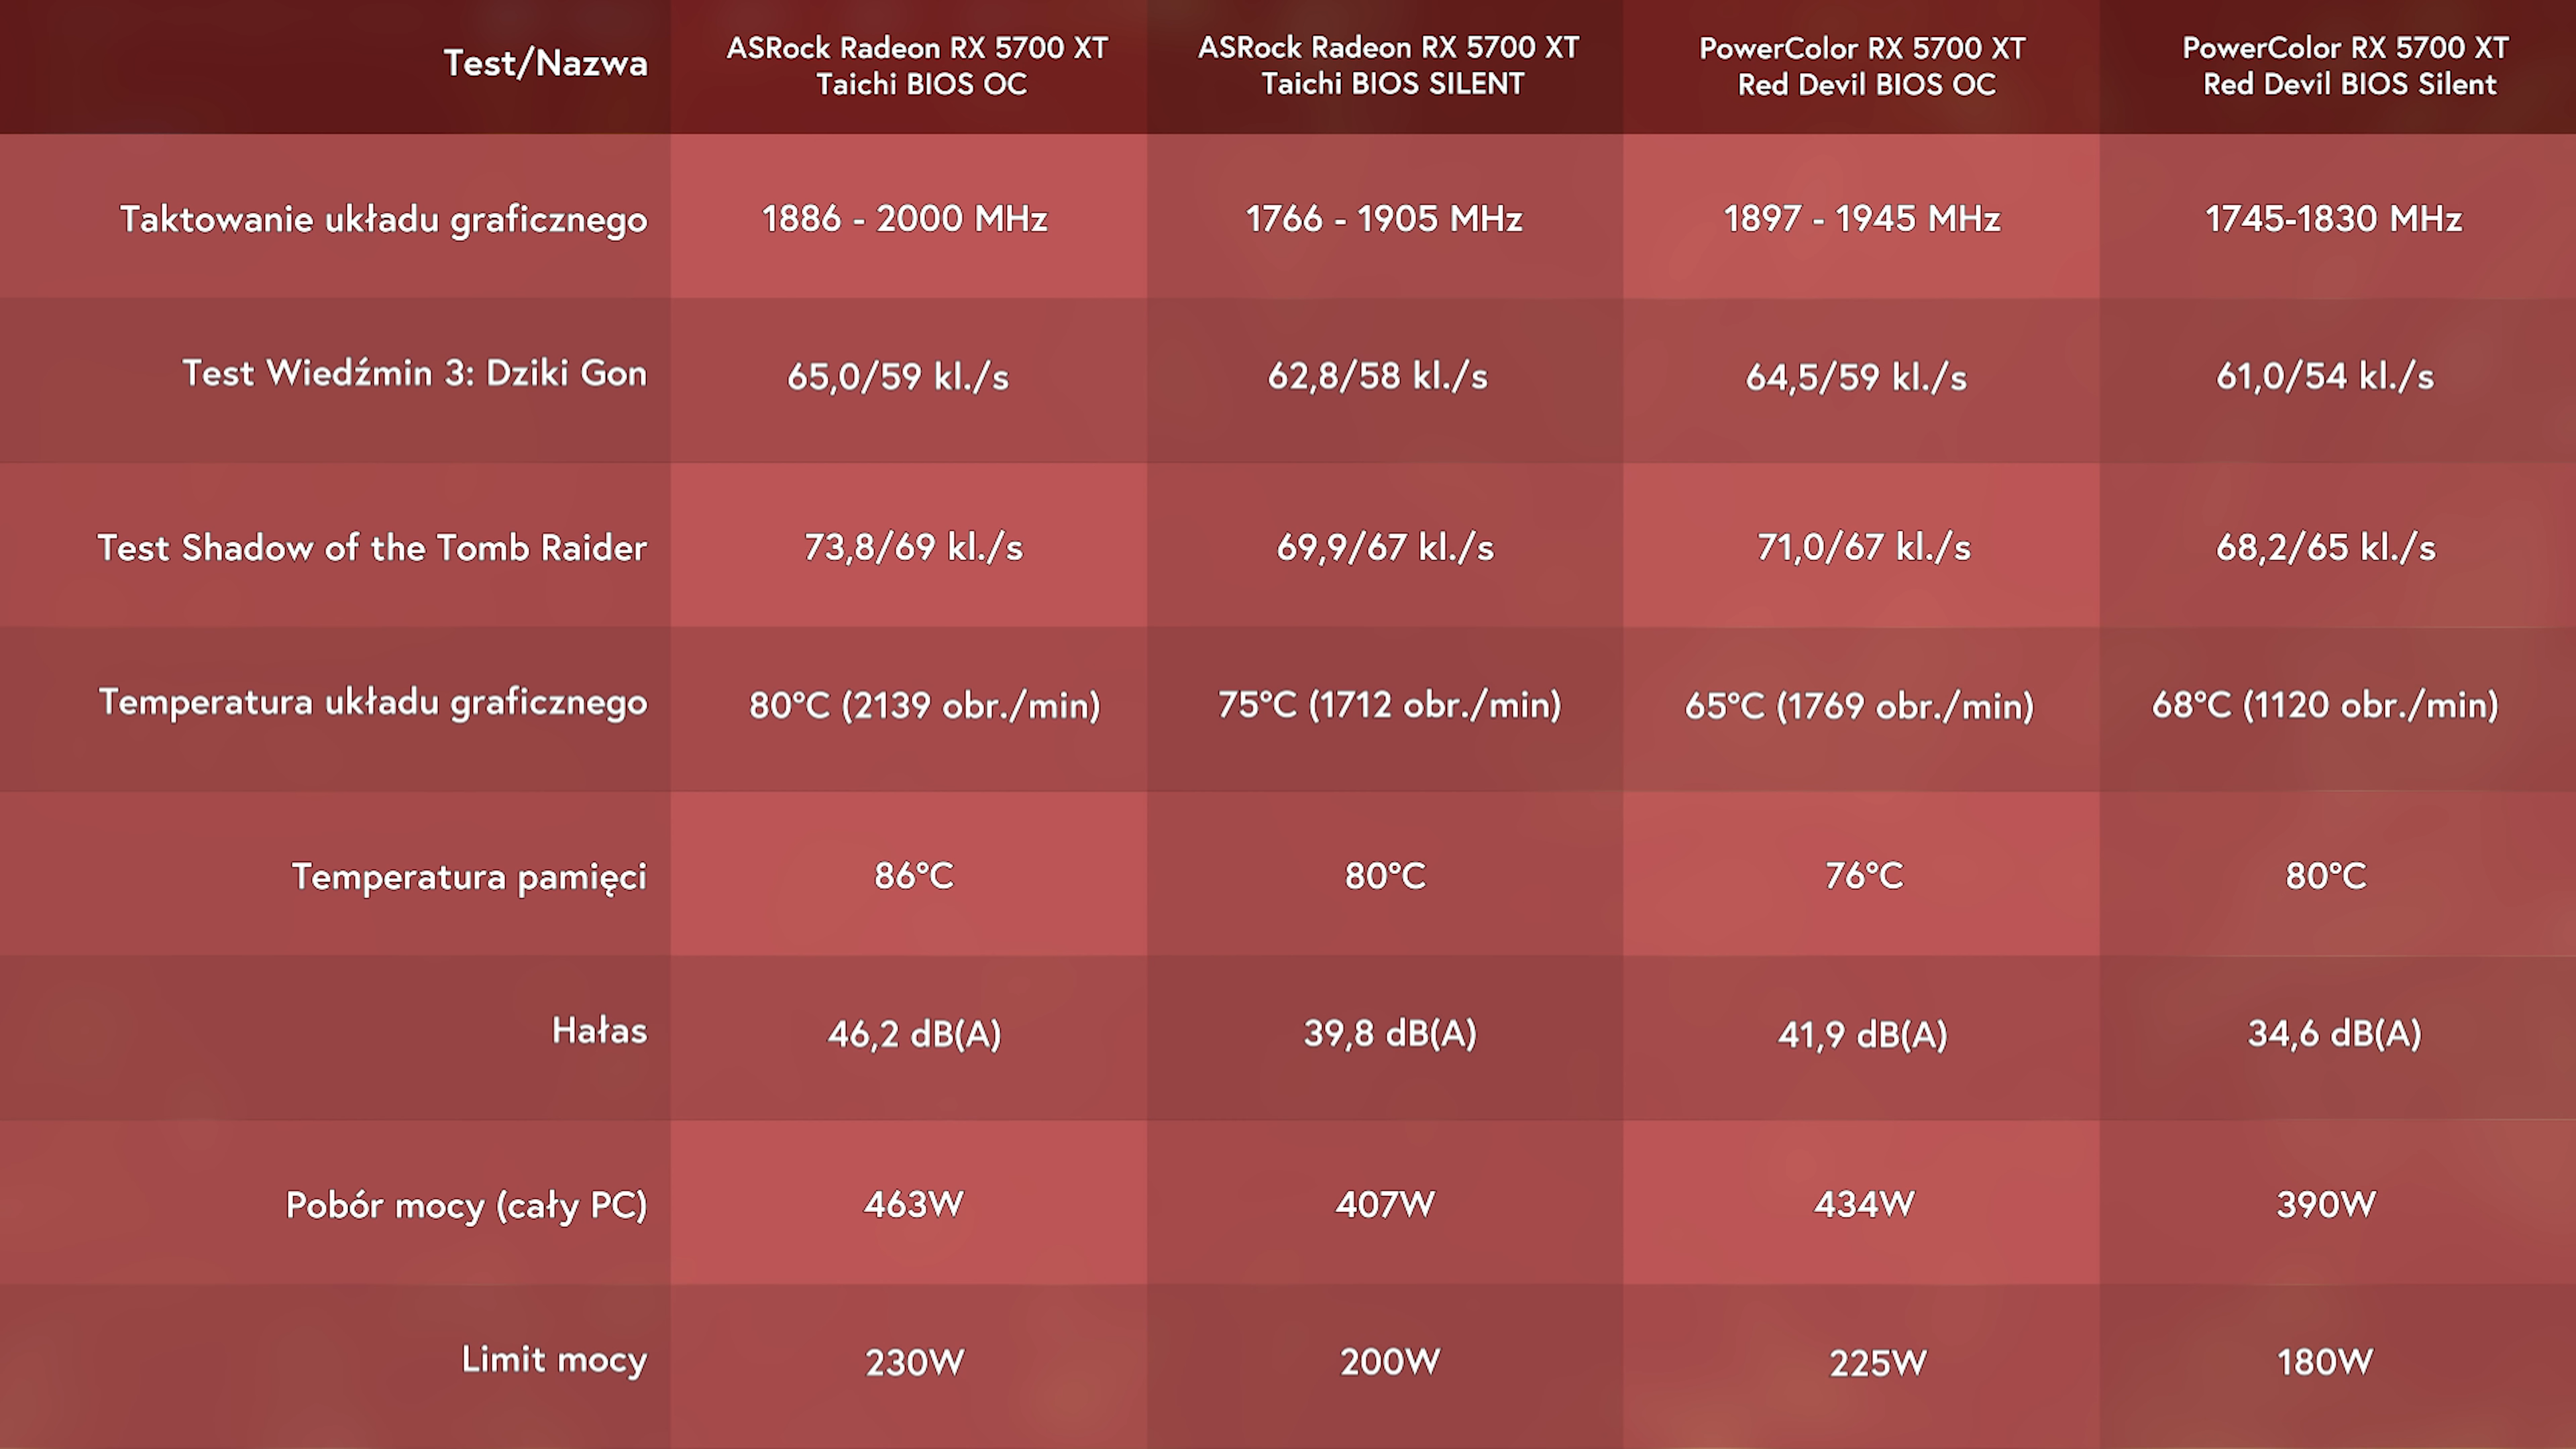 Test/Nazwa
ASRock Radeon RX 5700 XT
Taichi BIOS OC
ASRock Radeon RX 5700 XT
Taichi BIOS SILENT
PowerColor RX 5700 XT
Red Devil BIOS OC
PowerColor RX 5700 XT
Red Devil BIOS Silent
Taktowanie układu graficznego
1886 - 2000 MHz
1766 - 1905 MHz
1897 - 1945 MHz
1745-1830 MHz
Test Wiedźmin 3: Dziki Gon
65,0/59 kl./s
62,8/58 kl./s
64,5/59 kl./s
61,0/54 kl./s
Test Shadow of the Tomb Raider
73,8/69 kl./s
69,9/67 kl./s
71,0/67 kl./s
68,2/65 kl./s
Temperatura układu graficznego
80°C (2139 obr./min)
75°C (1712 obr./min)
65°C (1769 obr./min)
68°C (1120 obr./min)
Temperatura pamięci
86°C
80°C
76°C
80°C
Hałas
46,2 dB(A)
39,8 dB(A)
41,9 dB(A)
34,6 dB(A)
Pobór mocy (cały PC)
463W
407W
434W
390W
Limit mocy
230W
200W
225W
180W